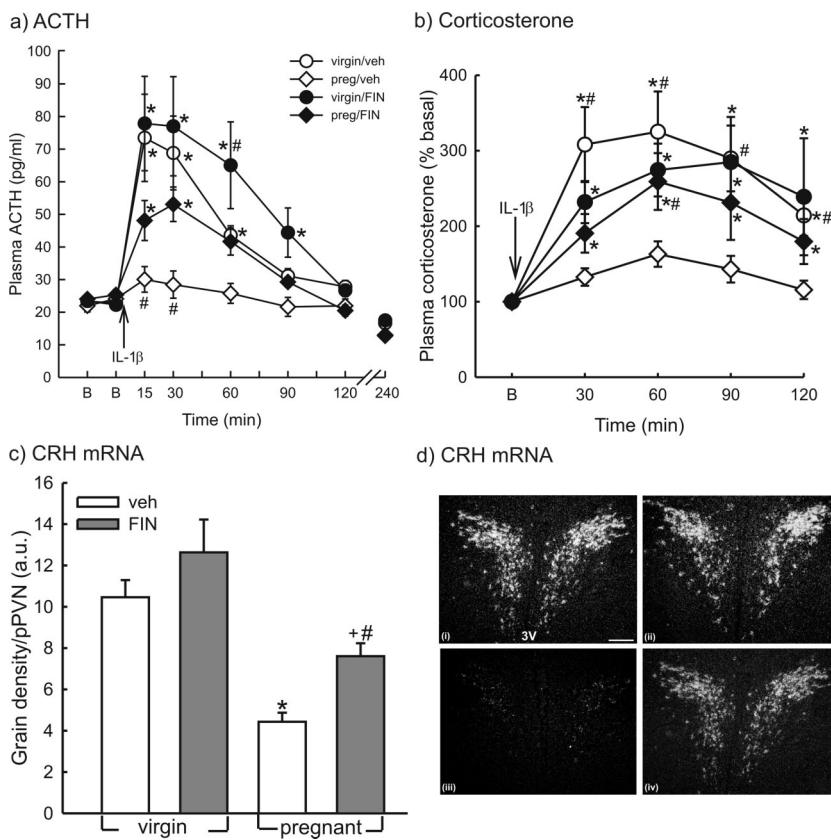 a) ACTH
100
90
80
70
60
50
40
30
20
10
0
Plasma ACTH (pg/ml)
virgin/veh
preg/veh
virgin/FIN
preg/FIN
*
*
*
*
*
*
*#
*
*
#
#
IL-1β
B
B
15
30
60
90
120
240
Time (min)
b) Corticosterone
400
300
200
100
0
Plasma corticosterone (% basal)
IL-1β
*#
*#
*
*
*
*
#
*
*
*#
*
*
*#
*
B
30
60
90
120
Time (min)
c) CRH mRNA
16
14
12
10
8
6
4
2
0
Grain density/pPVN (a.u.)
veh
FIN
*
+#
virgin
pregnant
d) CRH mRNA
(i)
3V
(ii)
(iii)
(iv)